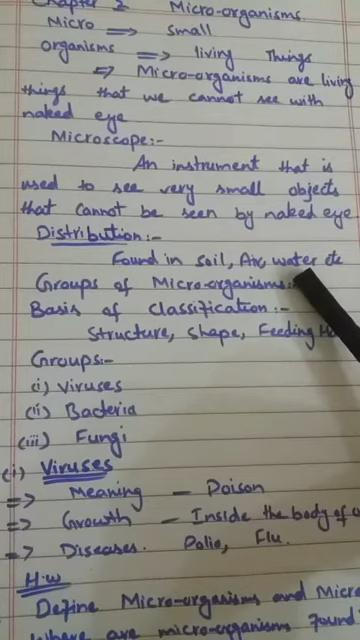 Chapter 2 Micro-organisms.
Micro => small
organisms => living Things
=> Micro-organisms are living
things that we cannot see with
naked eye
Microscope:-
An instrument that is
used to see very small objects
that cannot be seen by naked eye
Distribution:-
Found in soil, Air, water etc
Groups of Micro-organisms:-
Basis of classification:-
Structure, shape, Feeding
Groups:-
(i) Viruses
(ii) Bacteria
(iii) Fungi
(i) Viruses
=> Meaning — Poison
=> Growth — Inside the body of
=> Diseases. Polio, Flu.
H.w
Define Micro-organisms and Micro
Where are micro-organisms found